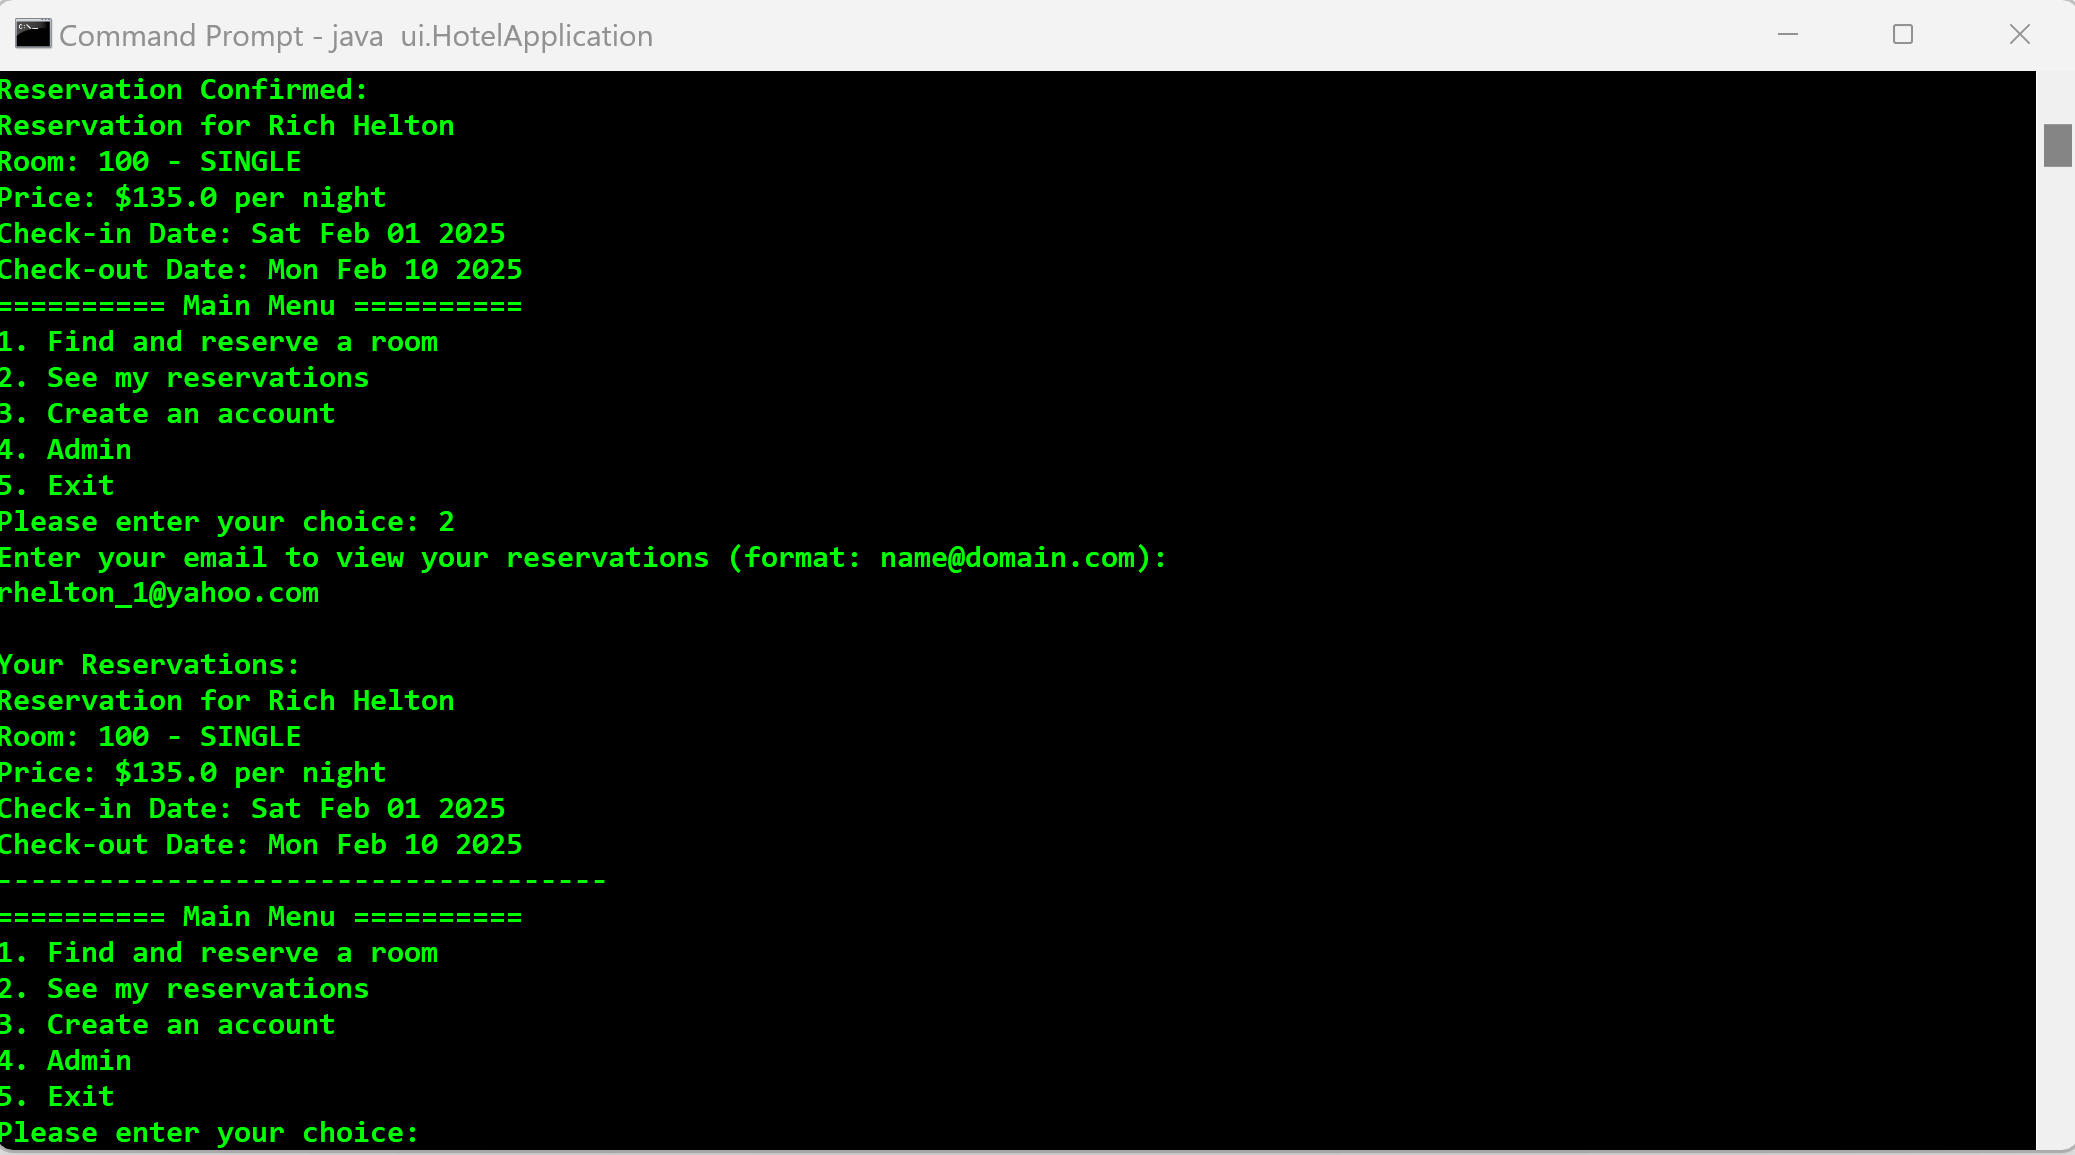 Command Prompt - java  ui.HotelApplication
Reservation Confirmed:
Reservation for Rich Helton
Room: 100 - SINGLE
Price: $135.0 per night
Check-in Date: Sat Feb 01 2025
Check-out Date: Mon Feb 10 2025
========== Main Menu ==========
1. Find and reserve a room
2. See my reservations
3. Create an account
4. Admin
5. Exit
Please enter your choice: 2
Enter your email to view your reservations (format: name@domain.com):
rhelton_1@yahoo.com

Your Reservations:
Reservation for Rich Helton
Room: 100 - SINGLE
Price: $135.0 per night
Check-in Date: Sat Feb 01 2025
Check-out Date: Mon Feb 10 2025
------------------------------------
========== Main Menu ==========
1. Find and reserve a room
2. See my reservations
3. Create an account
4. Admin
5. Exit
Please enter your choice: